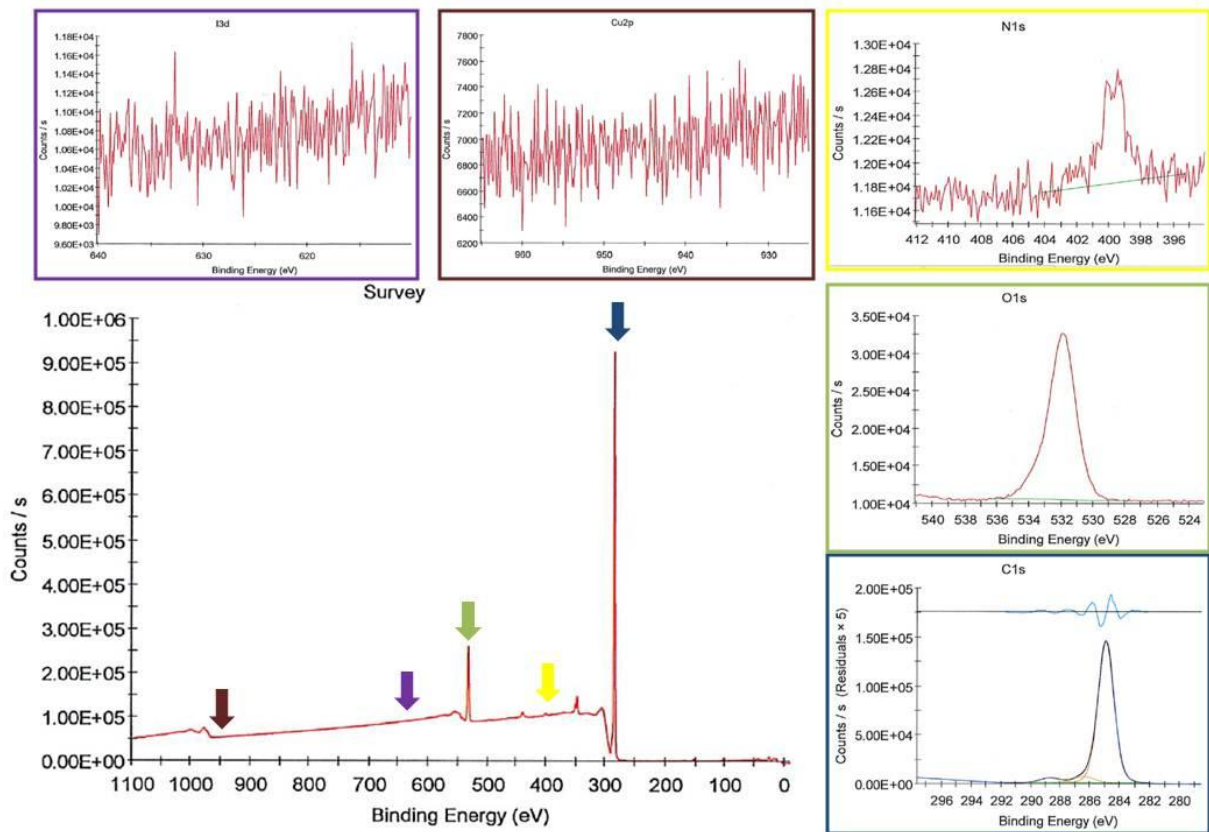 I3d
Counts / s
1.18E+04
1.16E+04
1.14E+04
1.12E+04
1.10E+04
1.08E+04
1.06E+04
1.04E+04
1.02E+04
1.00E+04
9.80E+03
9.60E+03
640 630 620
Binding Energy (eV)
Cu2p
Counts / s
7800
7600
7400
7200
7000
6800
6600
6400
6200
960 950 940 930
Binding Energy (eV)
N1s
Counts / s
1.30E+04
1.28E+04
1.26E+04
1.24E+04
1.22E+04
1.20E+04
1.18E+04
1.16E+04
412 410 408 406 404 402 400 398 396
Binding Energy (eV)
Survey
Counts / s
1.00E+06
9.00E+05
8.00E+05
7.00E+05
6.00E+05
5.00E+05
4.00E+05
3.00E+05
2.00E+05
1.00E+05
0.00E+00
1100 1000 900 800 700 600 500 400 300 200 100 0
Binding Energy (eV)
O1s
Counts / s
3.50E+04
3.00E+04
2.50E+04
2.00E+04
1.50E+04
1.00E+04
540 538 536 534 532 530 528 526 524
Binding Energy (eV)
C1s
Counts / s (Residuals × 5)
2.00E+05
1.50E+05
1.00E+05
5.00E+04
0.00E+00
296 294 292 290 288 286 284 282 280
Binding Energy (eV)